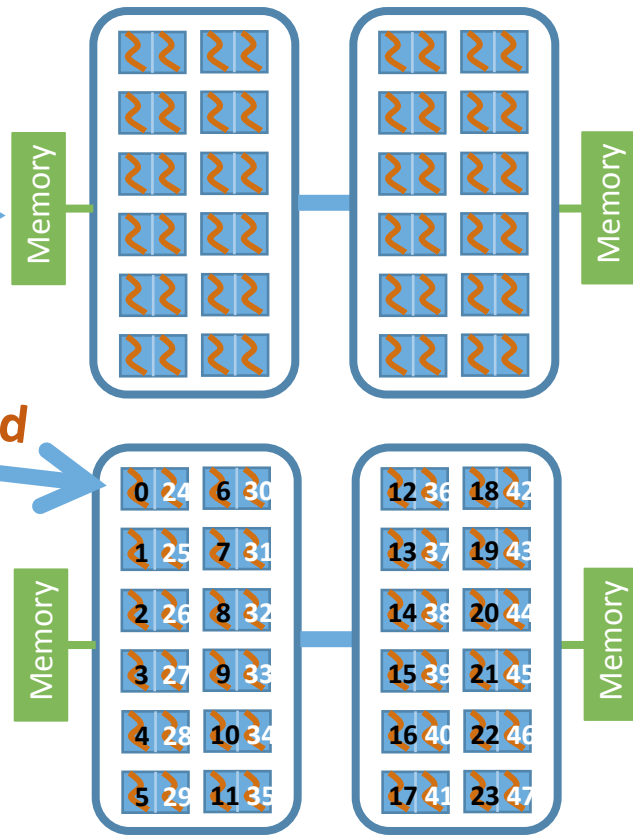 Memory
Memory
d
0 24 6 30 12 36 18 42
1 25 7 31 13 37 19 43
2 26 8 32 14 38 20 44
3 27 9 33 15 39 21 45
4 28 10 34 16 40 22 46
5 29 11 35 17 41 23 47
Memory
Memory